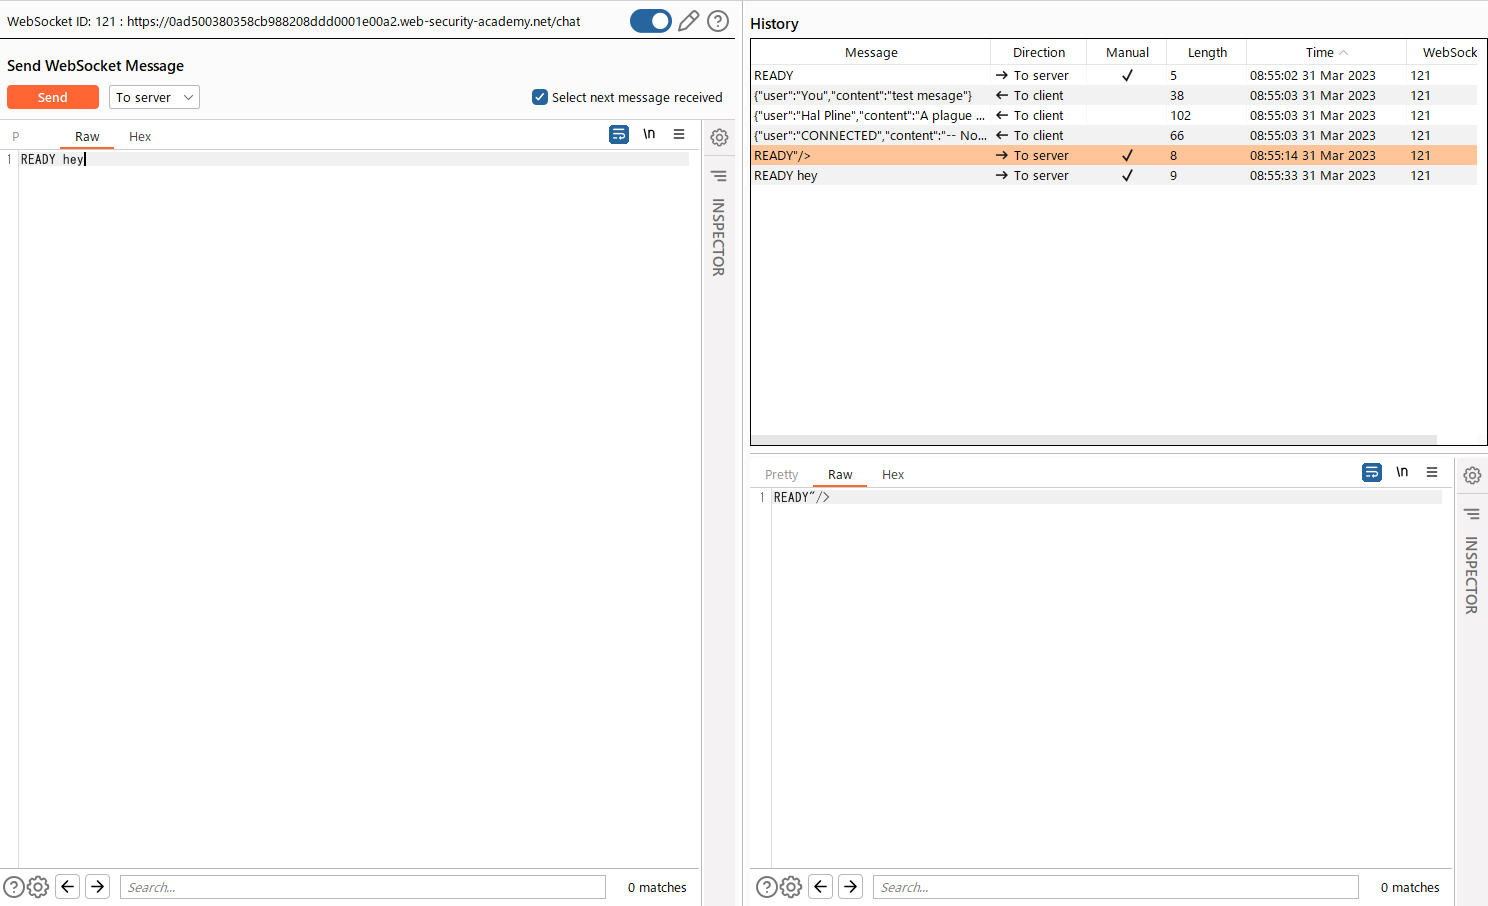 WebSocket ID: 121 : https://0ad500380358cb988208ddd0001e00a2.web-security-academy.net/chat
Send WebSocket Message
Send To server Select next message received
P Raw Hex \n
1 READY hey
INSPECTOR
Search... 0 matches
History
Message Direction Manual Length Time WebSock
READY → To server ✓ 5 08:55:02 31 Mar 2023 121
{"user":"You","content":"test mesage"} ← To client 38 08:55:03 31 Mar 2023 121
{"user":"Hal Pline","content":"A plague ... ← To client 102 08:55:03 31 Mar 2023 121
{"user":"CONNECTED","content":"-- No... ← To client 66 08:55:03 31 Mar 2023 121
READY"/> → To server ✓ 8 08:55:14 31 Mar 2023 121
READY hey → To server ✓ 9 08:55:33 31 Mar 2023 121
Pretty Raw Hex \n
1 READY"/>
INSPECTOR
Search... 0 matches